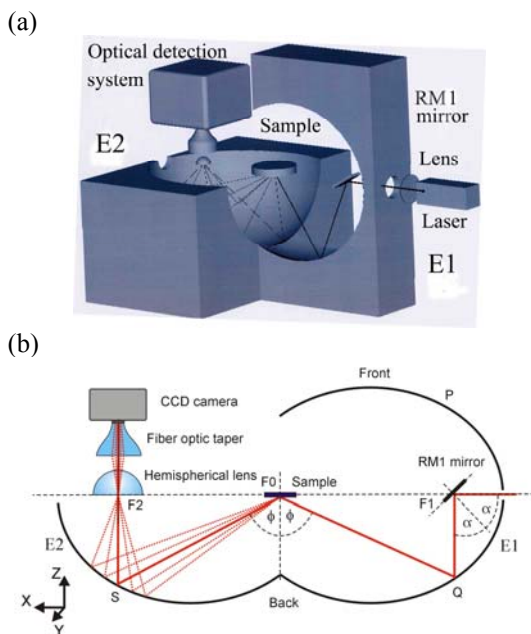 (a)
Optical detection
system
E2
Sample
RM1
mirror
Lens
Laser
E1
(b)
Front
P
CCD camera
Fiber optic taper
Hemispherical lens
F2
F0
Sample
RM1 mirror
F1
α
α
E1
E2
ϕ
ϕ
Z
X
Y
S
Back
Q